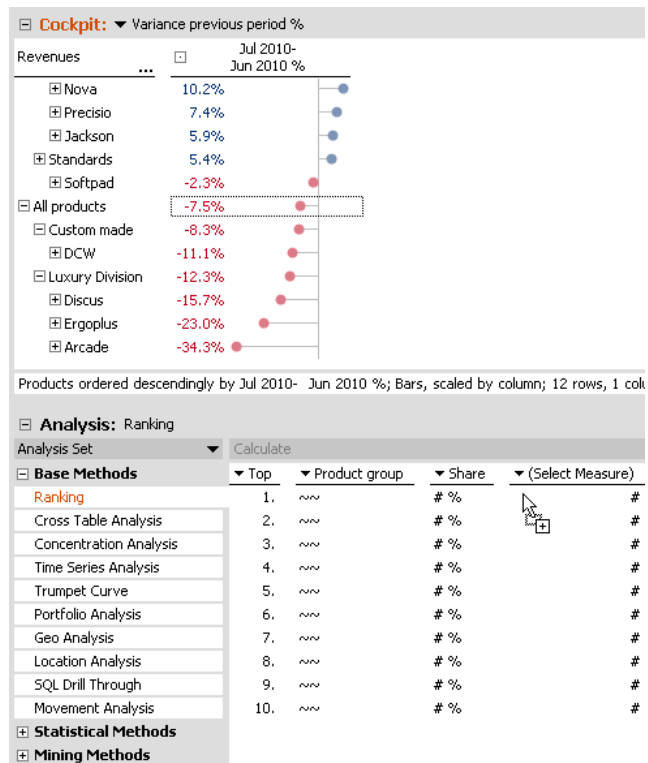 Cockpit: Variance previous period %
Revenues ... Jul 2010-
Jun 2010 %
Nova 10.2%
Precisio 7.4%
Jackson 5.9%
Standards 5.4%
Softpad -2.3%
All products -7.5%
Custom made -8.3%
DCW -11.1%
Luxury Division -12.3%
Discus -15.7%
Ergoplus -23.0%
Arcade -34.3%
Products ordered descendingly by Jul 2010- Jun 2010 %; Bars, scaled by column; 12 rows, 1 colu
Analysis: Ranking
Analysis Set Calculate
Base Methods Top Product group Share (Select Measure)
Ranking 1. ~~ # % #
Cross Table Analysis 2. ~~ # % #
Concentration Analysis 3. ~~ # % #
Time Series Analysis 4. ~~ # % #
Trumpet Curve 5. ~~ # % #
Portfolio Analysis 6. ~~ # % #
Geo Analysis 7. ~~ # % #
Location Analysis 8. ~~ # % #
SQL Drill Through 9. ~~ # % #
Movement Analysis 10. ~~ # % #
Statistical Methods
Mining Methods